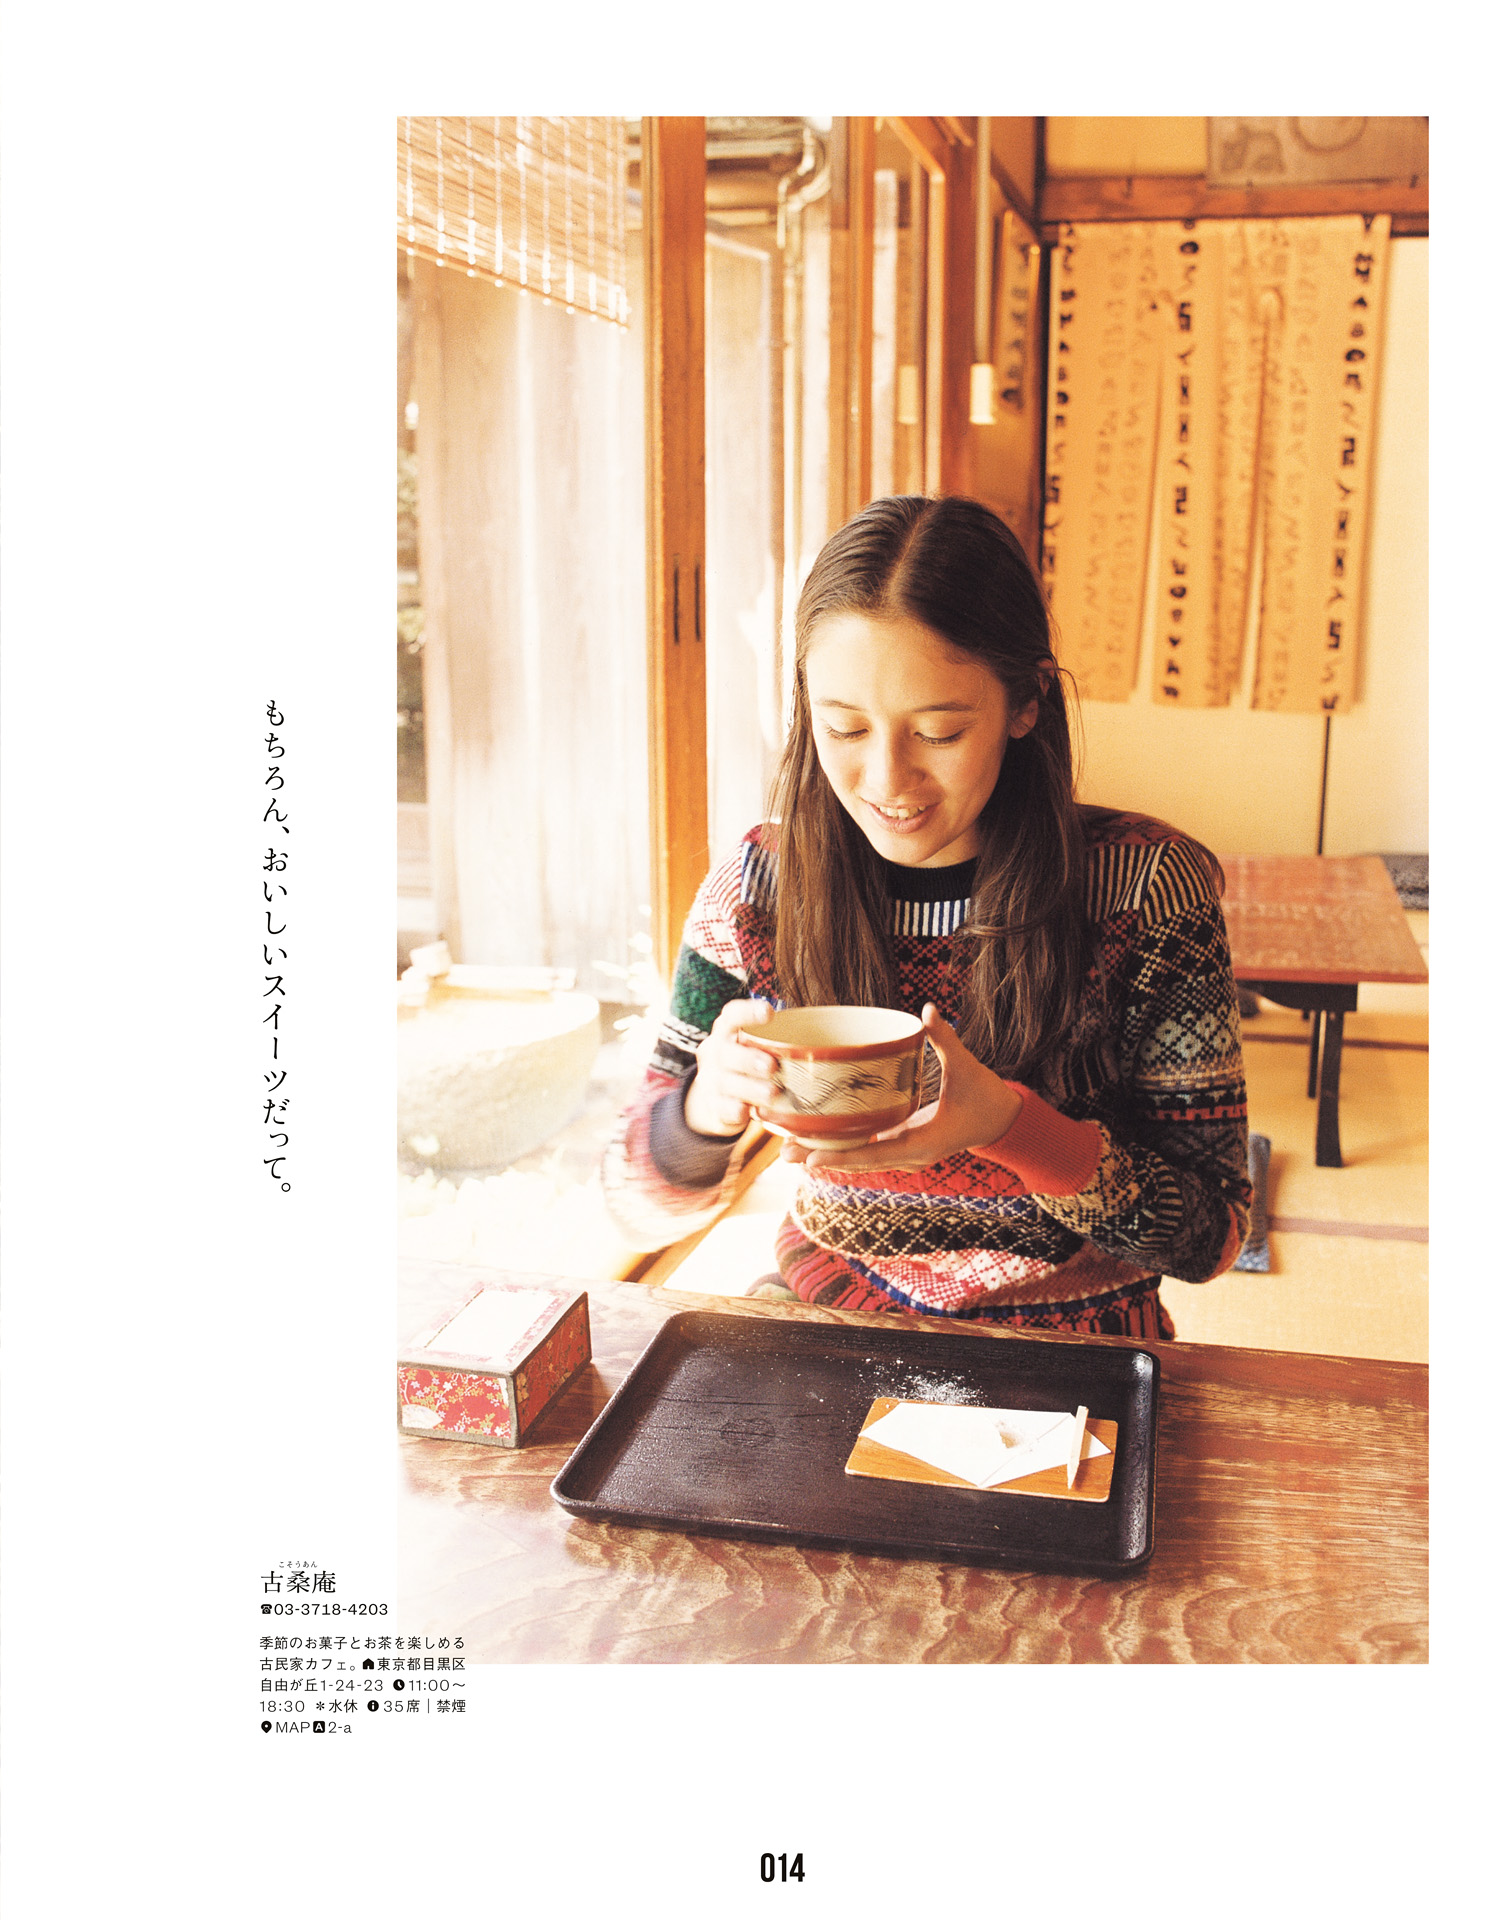 もちろん、おいしいスイーツだって。
こそうあん
古桑庵
☎03-3718-4203
季節のお菓子とお茶を楽しめる
古民家カフェ。東京都目黒区
自由が丘1-24-23 11:00〜
18:30 ＊水休 35席｜禁煙
MAP A 2-a
014